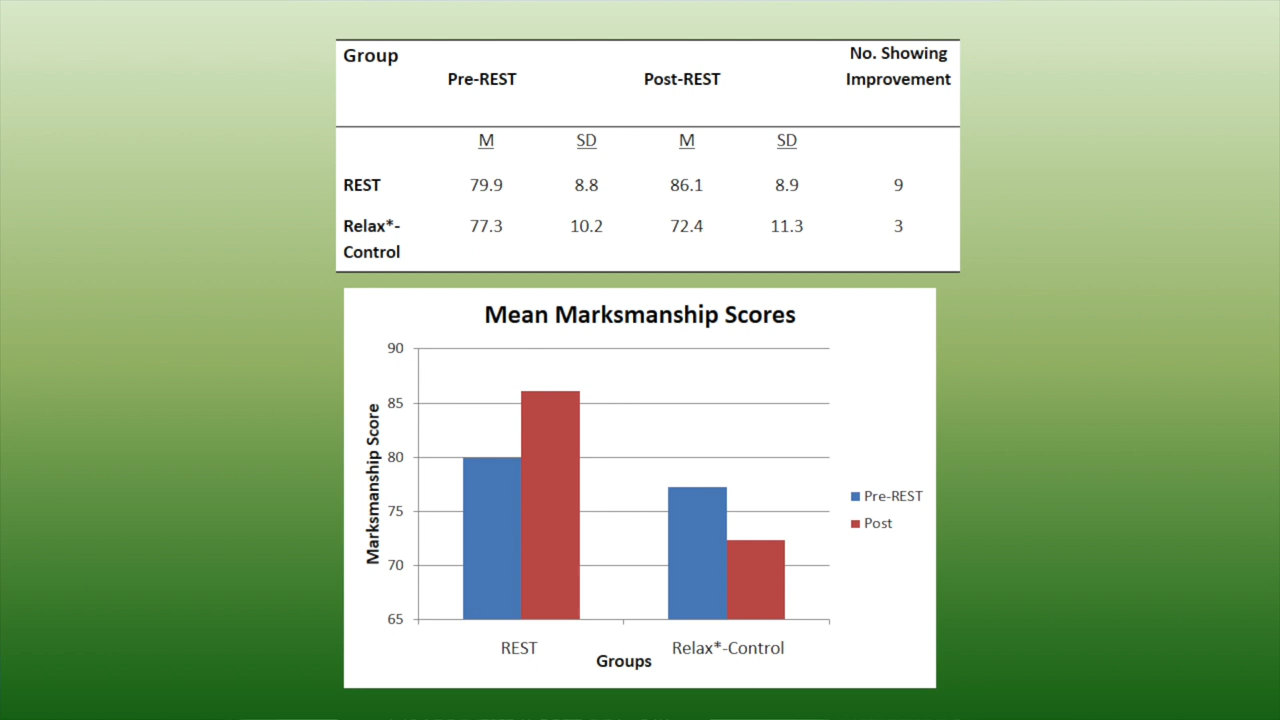 Group
No. Showing
Pre-REST Post-REST Improvement
M SD M SD
REST 79.9 8.8 86.1 8.9 9
Relax*- 77.3 10.2 72.4 11.3 3
Control
Mean Marksmanship Scores
90
85
80
75
70
65
Marksmanship Score
Pre-REST
Post
REST Relax*-Control
Groups